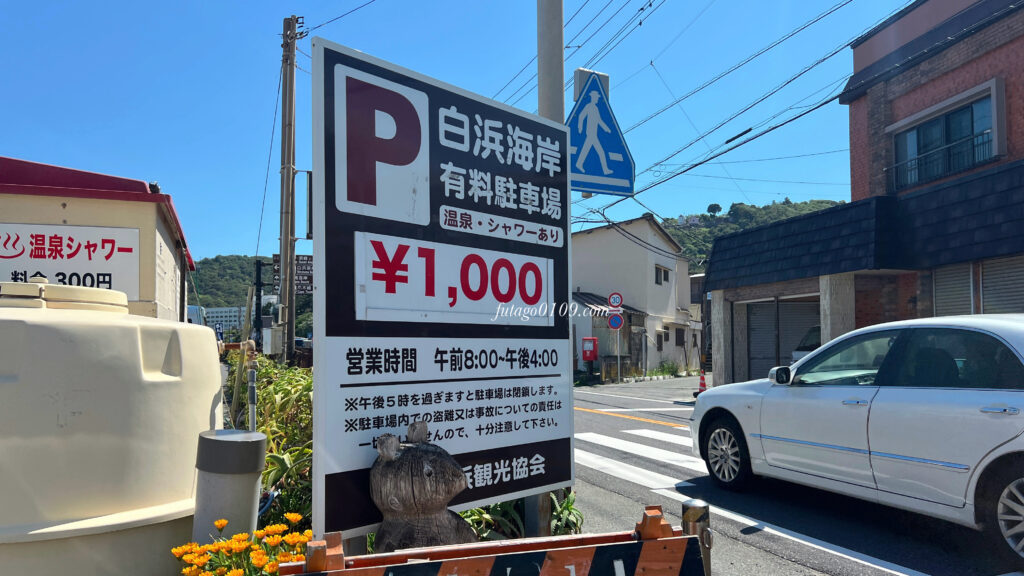 P
白浜海岸
有料駐車場
温泉・シャワーあり
¥1,000
futago0109.com
営業時間 午前8:00~午後4:00
※午後5時を過ぎますと駐車場は閉鎖します。
※駐車場内での盗難又は事故についての責任は
一切 せんので、十分注意して下さい。
浜観光協会
温泉シャワー
料金 300円
30